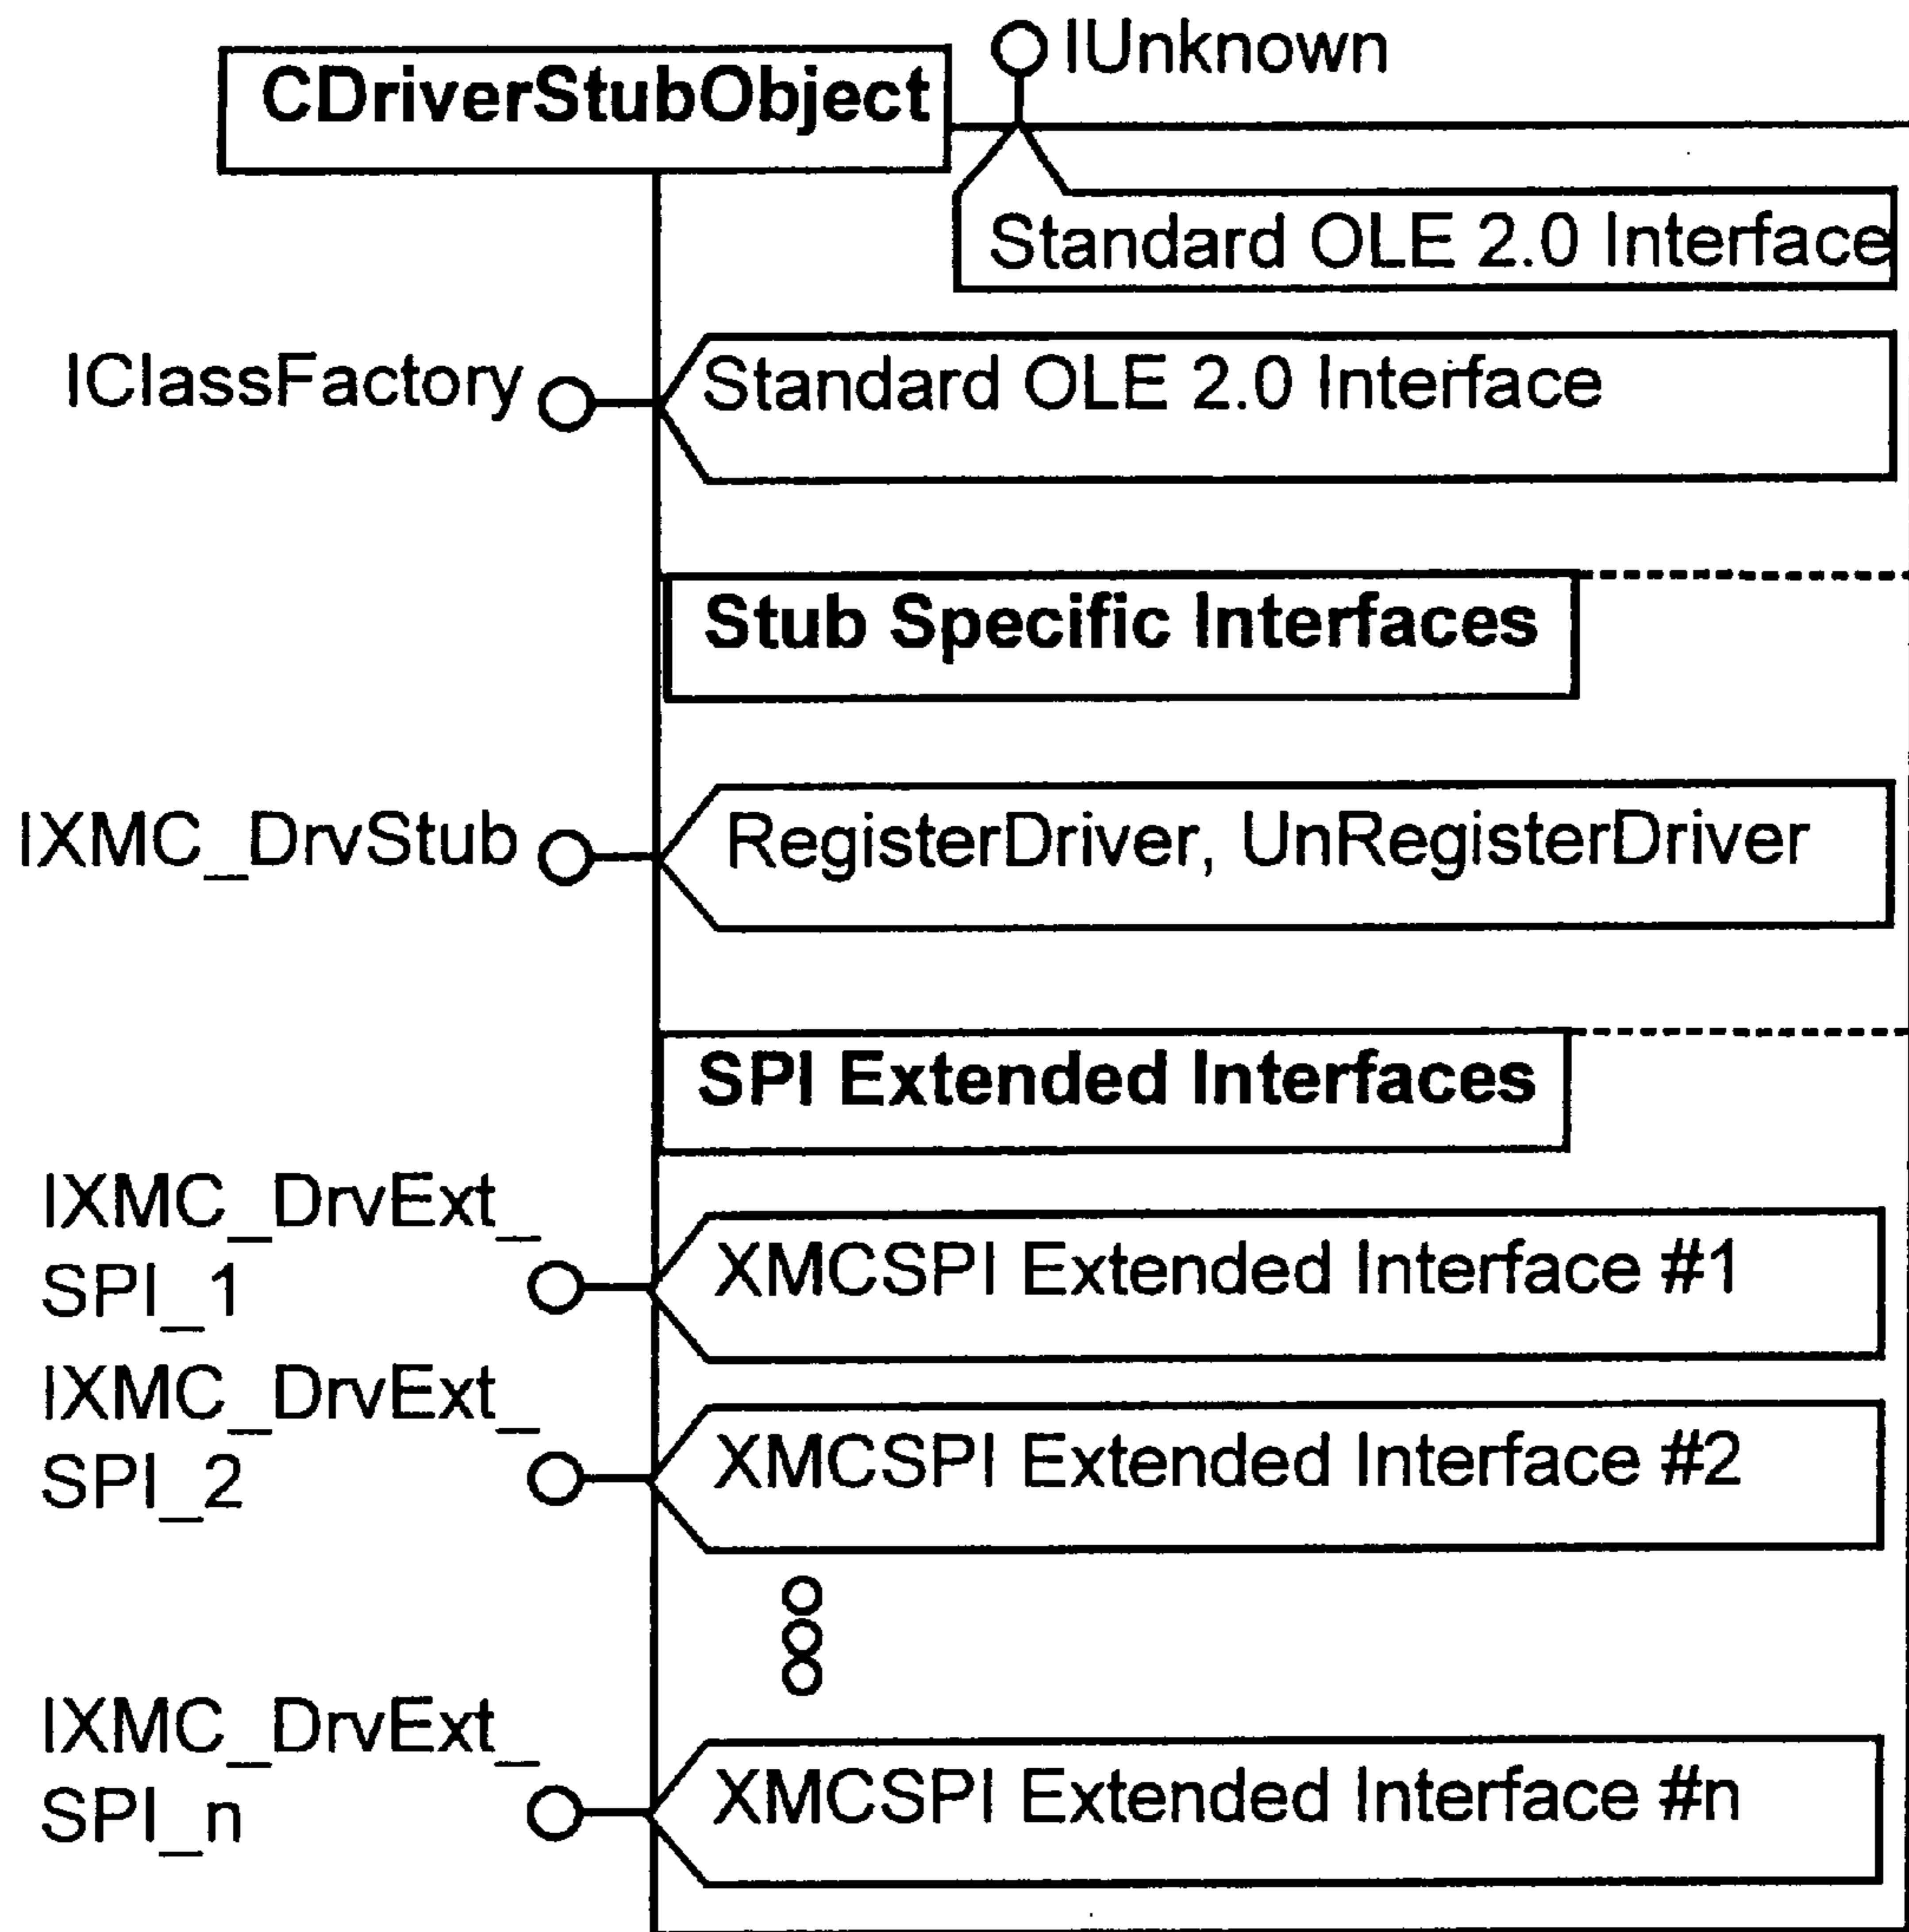 CDriverStubObject
IUnknown
Standard OLE 2.0 Interface
IClassFactory
Standard OLE 2.0 Interface
Stub Specific Interfaces
IXMC_DrvStub
RegisterDriver, UnRegisterDriver
SPI Extended Interfaces
IXMC_DrvExt_
SPI_1
XMCSPI Extended Interface #1
IXMC_DrvExt_
SPI_2
XMCSPI Extended Interface #2
IXMC_DrvExt_
SPI_n
XMCSPI Extended Interface #n